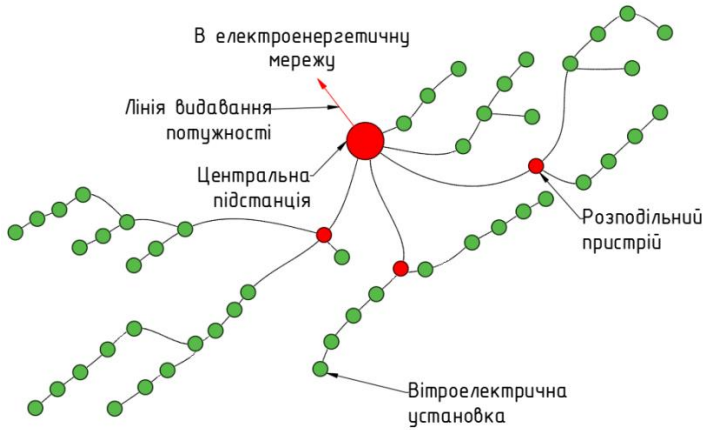 В електроенергетичну
мережу
Лінія видавання
потужності
Центральна
підстанція
Розподільний
пристрій
Вітроелектрична
установка